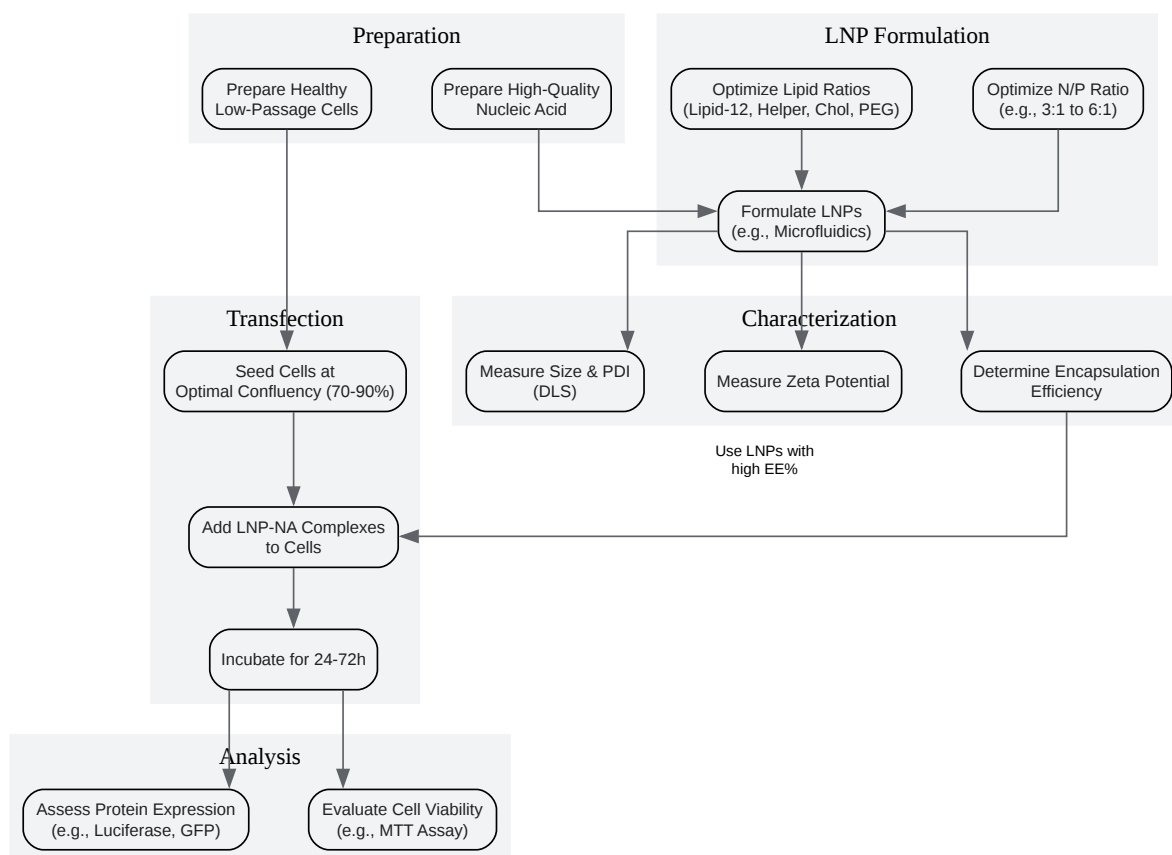 Preparation
LNP Formulation
Prepare Healthy
Low-Passage Cells
Prepare High-Quality
Nucleic Acid
Optimize Lipid Ratios
(Lipid-12, Helper, Chol, PEG)
Optimize N/P Ratio
(e.g., 3:1 to 6:1)
Formulate LNPs
(e.g., Microfluidics)
Transfection
Characterization
Seed Cells at
Optimal Confluency (70-90%)
Measure Size & PDI
(DLS)
Measure Zeta Potential
Determine Encapsulation
Efficiency
Use LNPs with
high EE%
Add LNP-NA Complexes
to Cells
Incubate for 24-72h
Analysis
Assess Protein Expression
(e.g., Luciferase, GFP)
Evaluate Cell Viability
(e.g., MTT Assay)